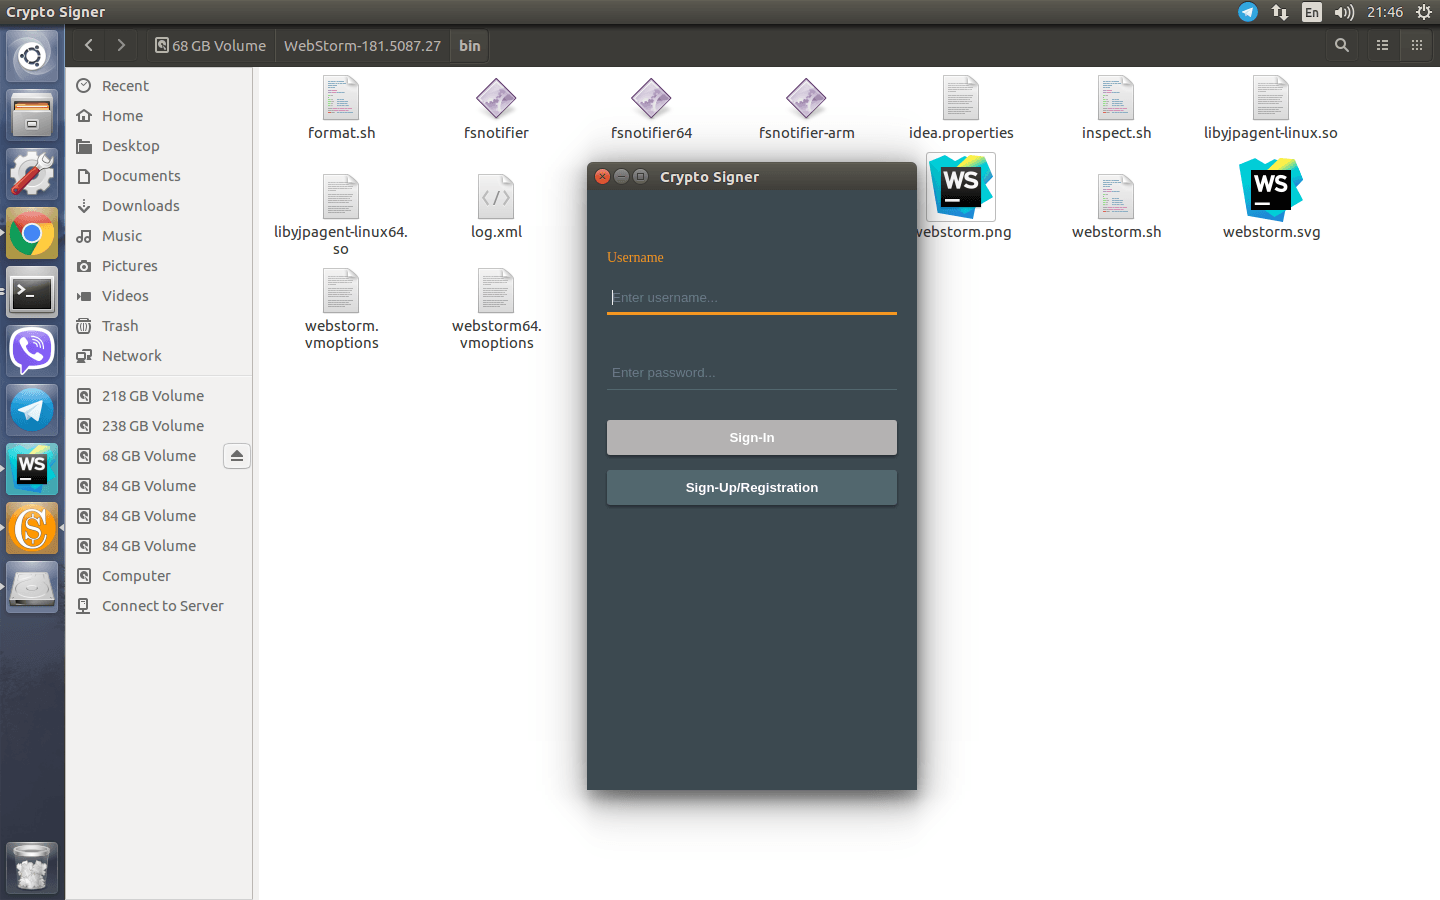 Crypto Signer
En
21:46
68 GB Volume
WebStorm-181.5087.27
bin
Recent
Home
Desktop
Documents
Downloads
Music
Pictures
Videos
Trash
Network
218 GB Volume
238 GB Volume
68 GB Volume
84 GB Volume
84 GB Volume
84 GB Volume
Computer
Connect to Server
format.sh
fsnotifier
fsnotifier64
fsnotifier-arm
idea.properties
inspect.sh
libyjpagent-linux.so
libyjpagent-linux64.
so
log.xml
WS
webstorm.png
webstorm.sh
WS
webstorm.svg
webstorm.
vmoptions
webstorm64.
vmoptions
Crypto Signer
Username
Enter username...
Enter password...
Sign-In
Sign-Up/Registration
WS